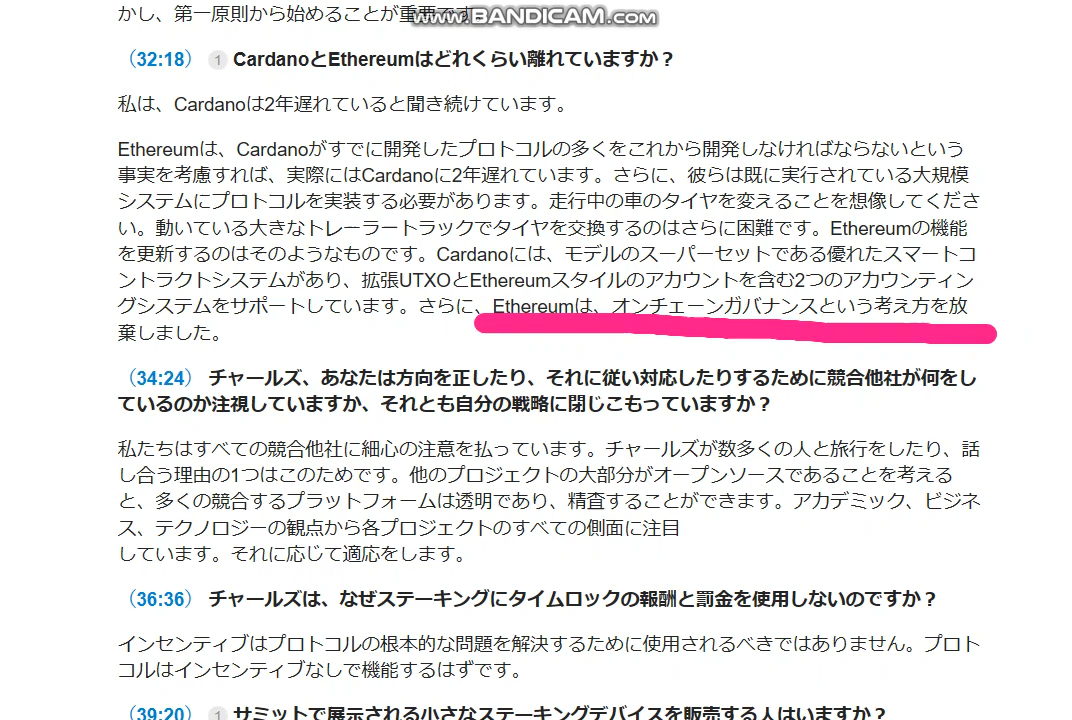 かし、第一原則から始めることが重要です。
WWW.BANDICAM.COM
（32:18） 1 CardanoとEthereumはどれくらい離れていますか？
私は、Cardanoは2年遅れていると聞き続けています。
Ethereumは、Cardanoがすでに開発したプロトコルの多くをこれから開発しなければならないという
事実を考慮すれば、実際にはCardanoに2年遅れています。さらに、彼らは既に実行されている大規模
システムにプロトコルを実装する必要があります。走行中の車のタイヤを変えることを想像してくださ
い。動いている大きなトレーラートラックでタイヤを交換するのはさらに困難です。Ethereumの機能
を更新するのはそのようなものです。Cardanoには、モデルのスーパーセットである優れたスマートコ
ントラクトシステムがあり、拡張UTXOとEthereumスタイルのアカウントを含む2つのアカウンティン
グシステムをサポートしています。さらに、Ethereumは、オンチェーンガバナンスという考え方を放
棄しました。
（34:24） チャールズ、あなたは方向を正したり、それに従い対応したりするために競合他社が何をし
ているのか注視していますか、それとも自分の戦略に閉じこもっていますか？
私たちはすべての競合他社に細心の注意を払っています。チャールズが数多くの人と旅行をしたり、話
し合う理由の1つはこのためです。他のプロジェクトの大部分がオープンソースであることを考える
と、多くの競合するプラットフォームは透明であり、精査することができます。アカデミック、ビジネ
ス、テクノロジーの観点から各プロジェクトのすべての側面に注目
しています。それに応じて適応をします。
（36:36） チャールズは、なぜステーキングにタイムロックの報酬と罰金を使用しないのですか？
インセンティブはプロトコルの根本的な問題を解決するために使用されるべきではありません。プロト
コルはインセンティブなしで機能するはずです。
（39:20） 1 サミットで展示される小さなステーキングデバイスを販売する人はいますか？